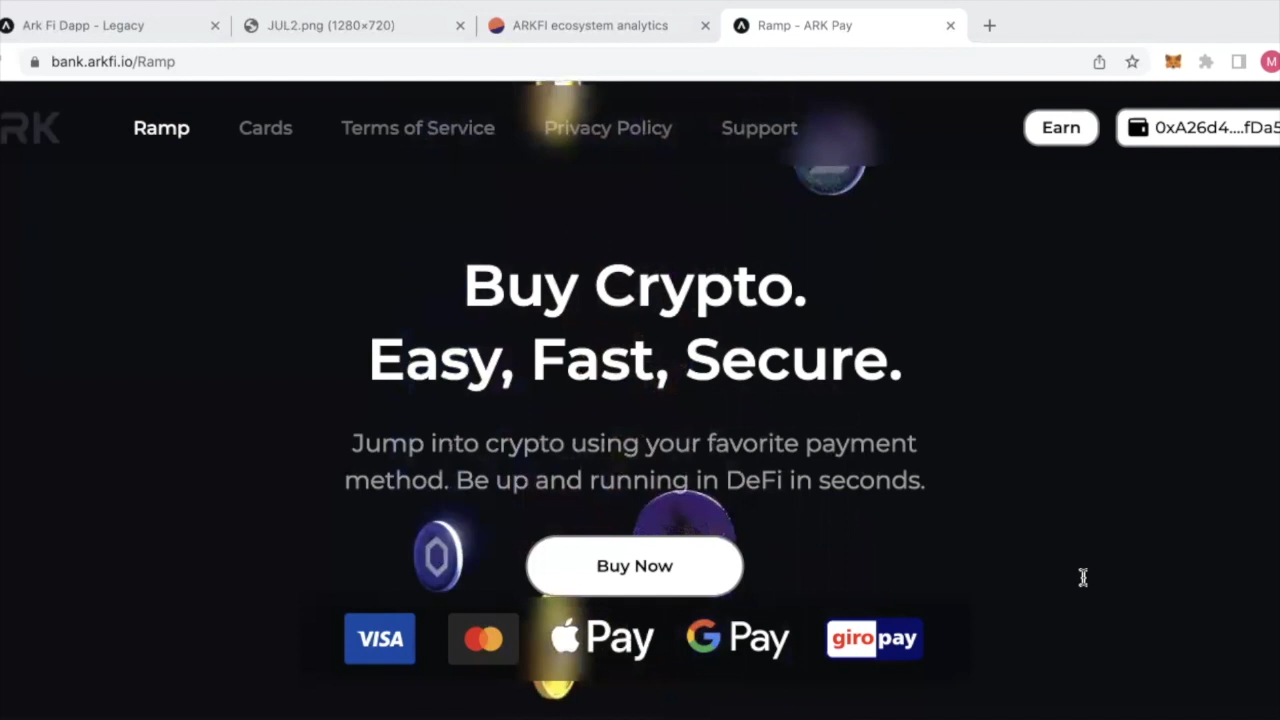 Ark Fi Dapp - Legacy
JUL2.png (1280×720)
ARKFI ecosystem analytics
Ramp - ARK Pay
bank.arkfi.io/Ramp
M
RK
Ramp
Cards
Terms of Service
Privacy Policy
Support
Earn
0xA26d4....fDa5
Buy Crypto.
Easy, Fast, Secure.
Jump into crypto using your favorite payment
method. Be up and running in DeFi in seconds.
Buy Now
VISA
Pay
G Pay
giropay